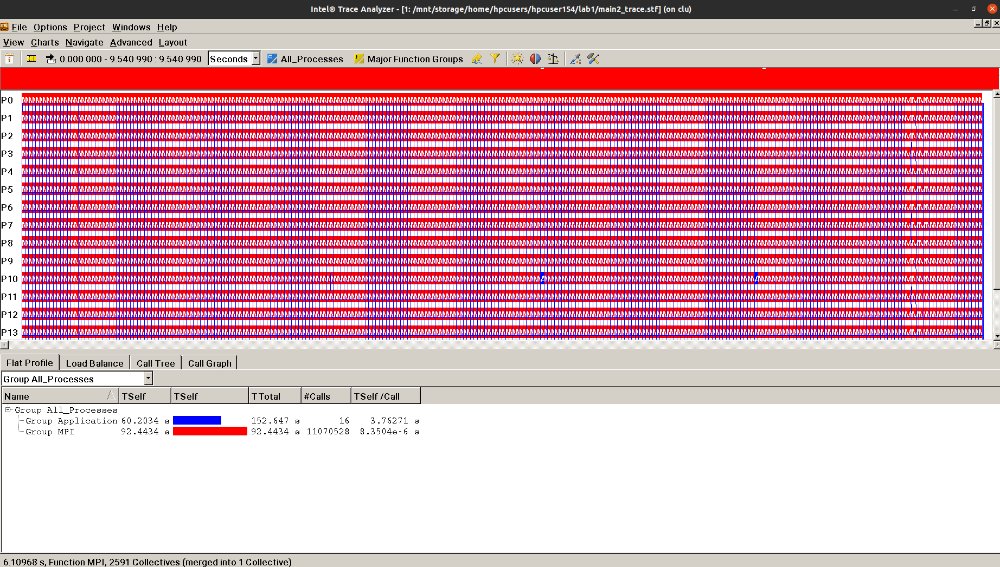 Intel® Trace Analyzer - [1: /mnt/storage/home/hpcusers/hpcuser154/lab1/main2_trace.stf] (on clu)
File Options Project Windows Help
View Charts Navigate Advanced Layout
0.000 000 - 9.540 990 : 9.540 990 Seconds All_Processes Major Function Groups
P0
P1
P2
P3
P4
P5
P6
P7
P8
P9
P10
P11
P12
P13
Flat Profile Load Balance Call Tree Call Graph
Group All_Processes
Name TSelf TSelf TTotal #Calls TSelf /Call
Group All_Processes
Group Application 60.2034 s 152.647 s 16 3.76271 s
Group MPI 92.4434 s 92.4434 s 11070528 8.3504e-6 s
6.10968 s, Function MPI, 2591 Collectives (merged into 1 Collective)